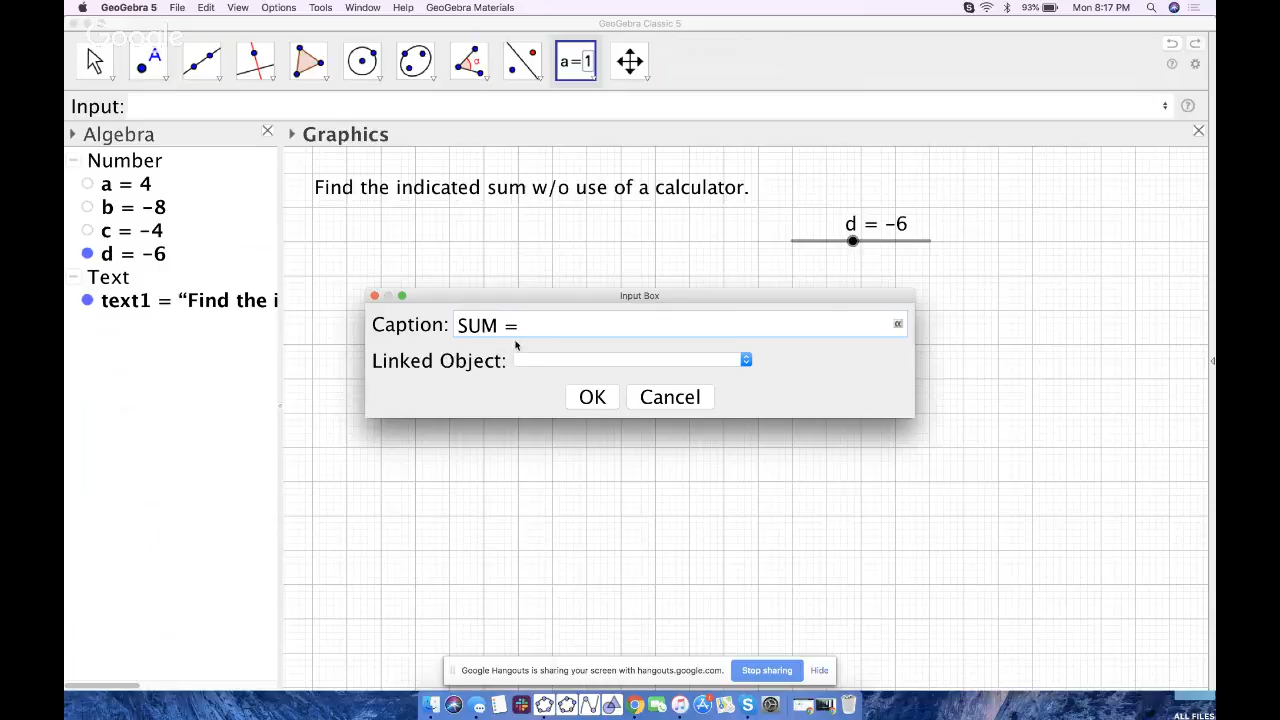 GeoGebra 5 File Edit View Options Tools Window Help GeoGebra Materials 93% Mon 8:17 PM
GeoGebra Classic 5
Google
A
α
a=1
Input:
Algebra
Graphics
Number
a = 4
b = -8
c = -4
d = -6
Text
text1 = “Find the i
Find the indicated sum w/o use of a calculator.
d = -6
Input Box
Caption: SUM =
α
Linked Object:
OK Cancel
Google Hangouts is sharing your screen with hangouts.google.com. Stop sharing Hide
ALL FILES